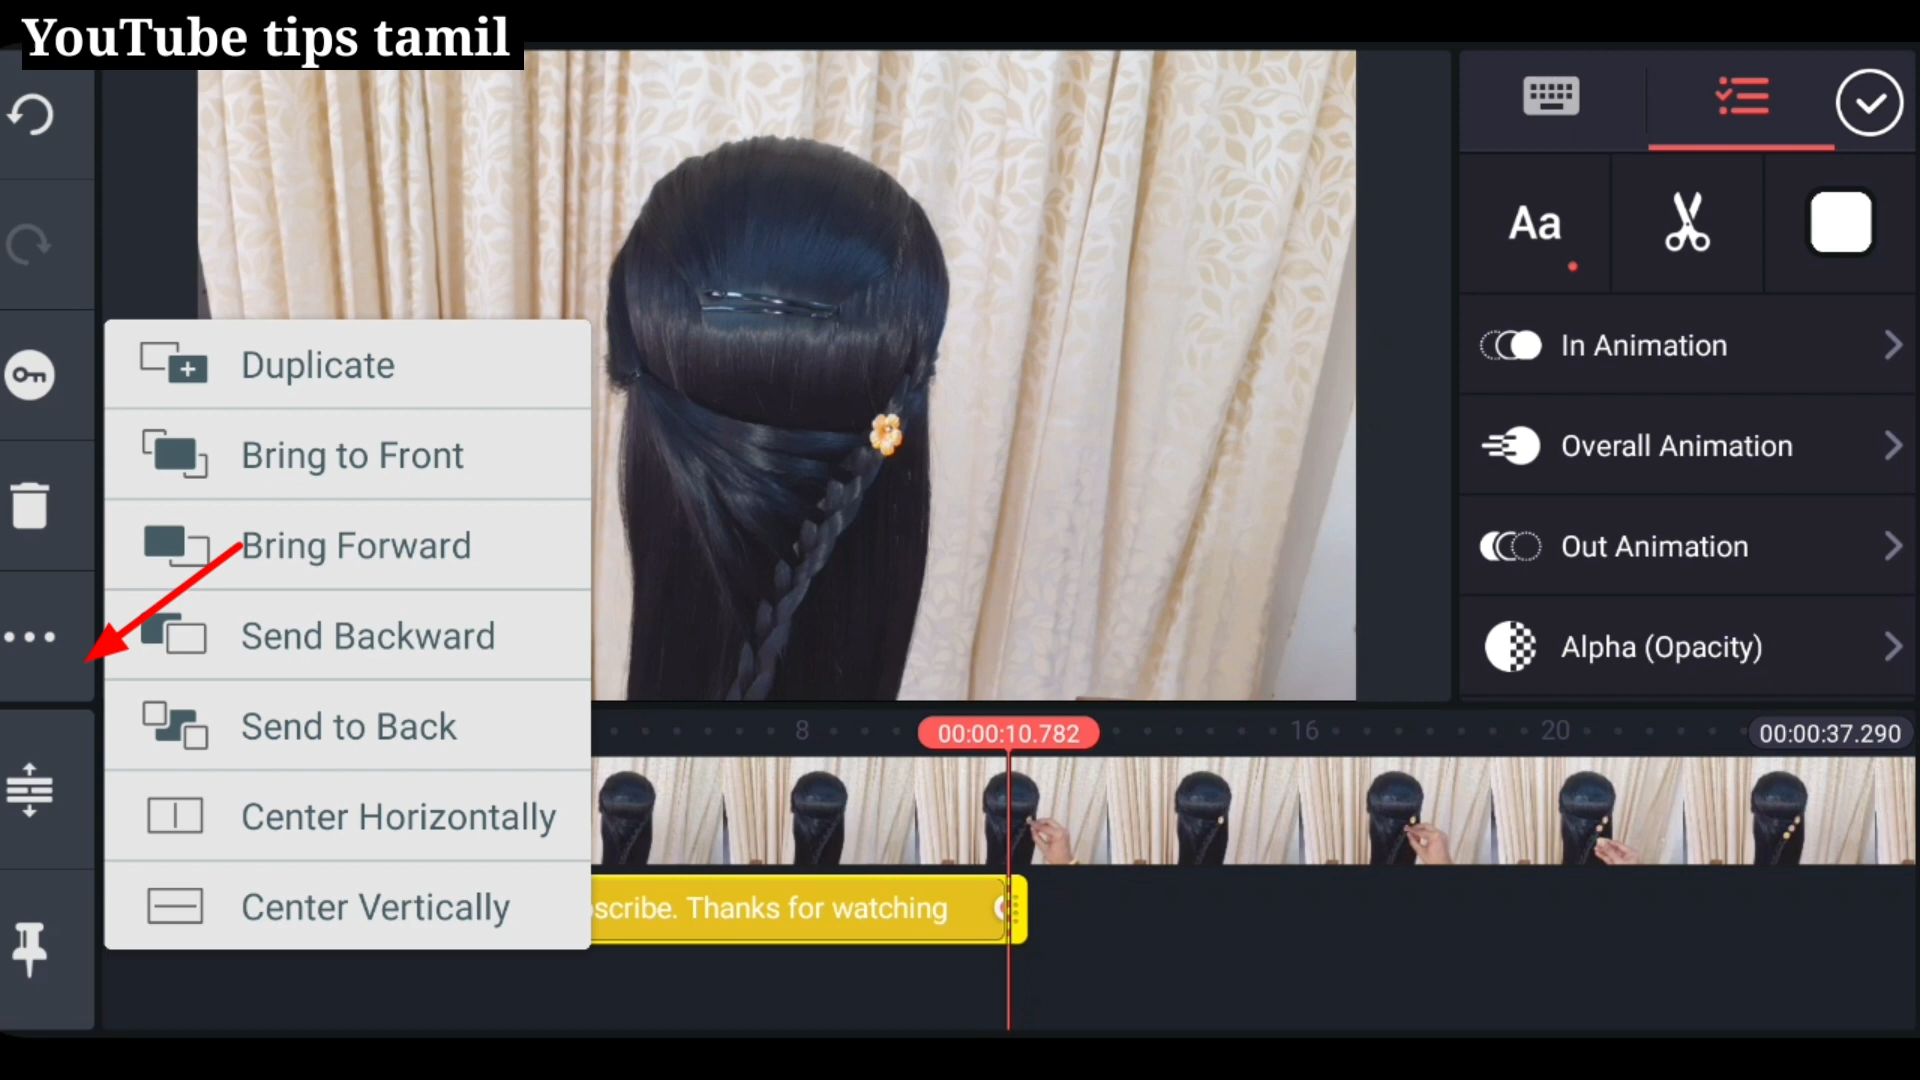 YouTube tips tamil
Aa
Duplicate
Bring to Front
Bring Forward
Send Backward
Send to Back
Center Horizontally
Center Vertically
In Animation
Overall Animation
Out Animation
Alpha (Opacity)
8
00:00:10.782
16
20
00:00:37.290
scribe. Thanks for watching